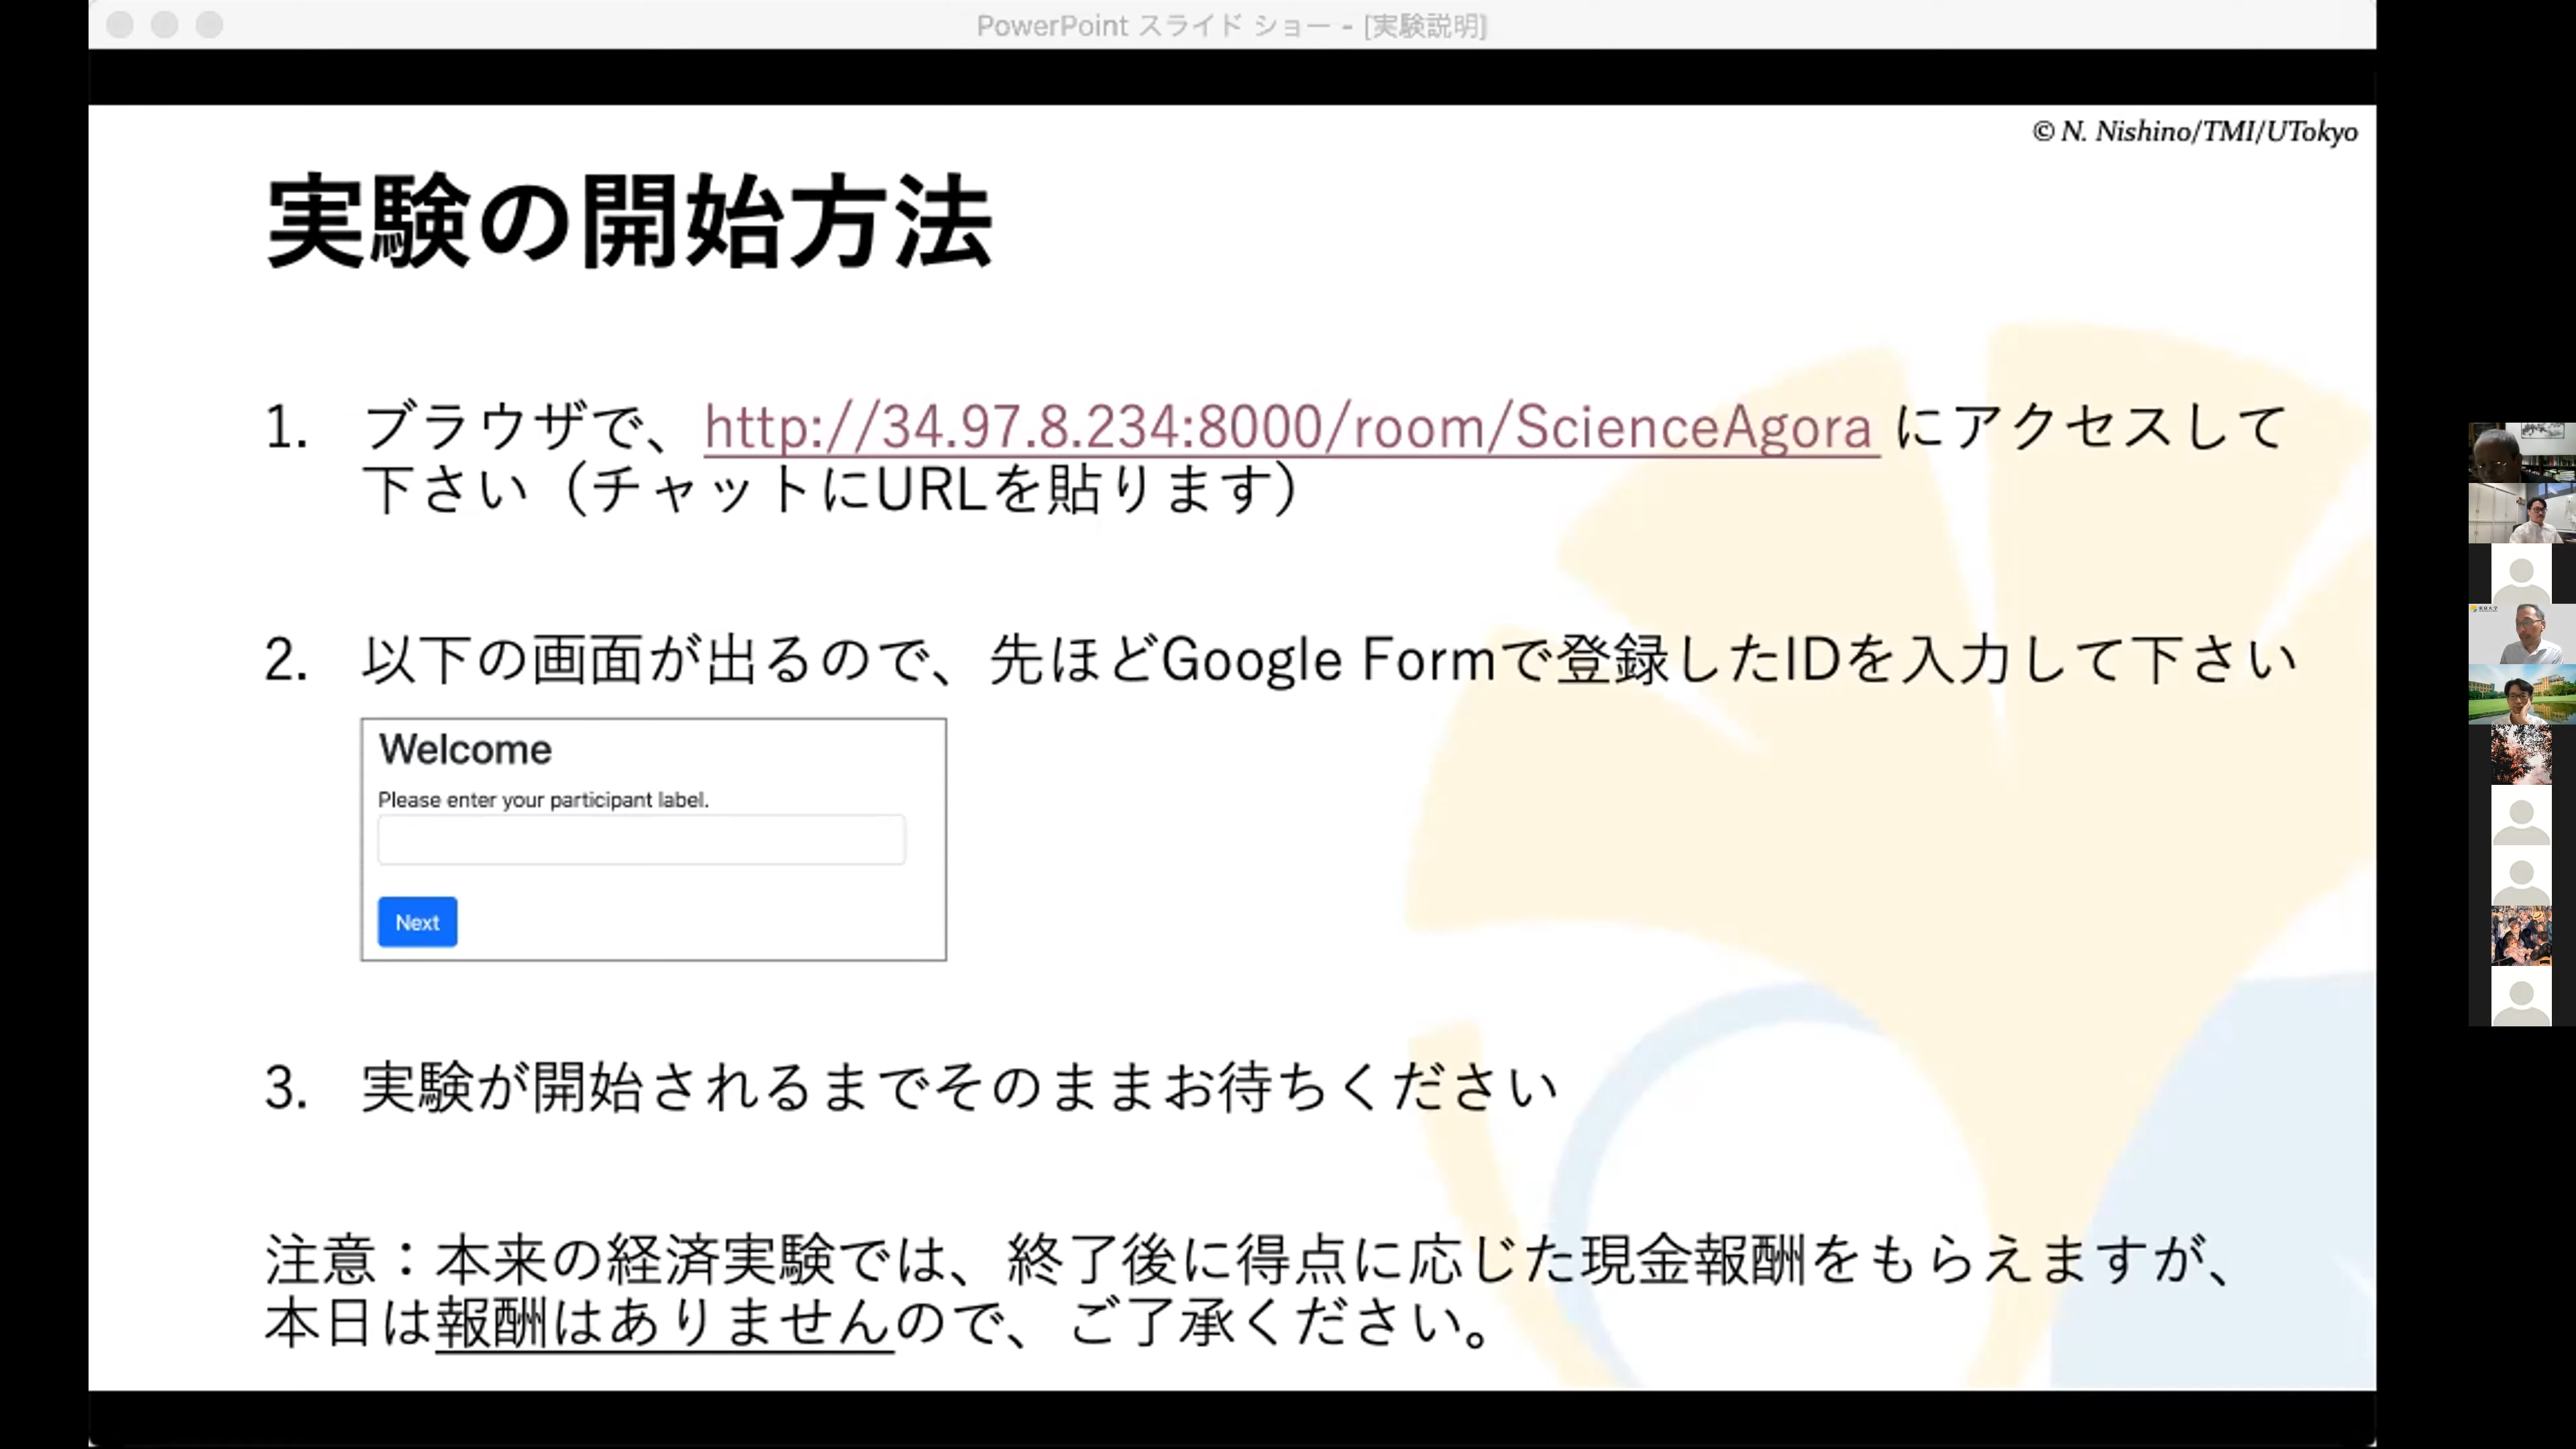 PowerPoint スライド ショー - [実験説明]
© N. Nishino/TMI/UTokyo
実験の開始方法
1. ブラウザで、http://34.97.8.234:8000/room/ScienceAgora にアクセスして
下さい（チャットにURLを貼ります）
2. 以下の画面が出るので、先ほどGoogle Formで登録したIDを入力して下さい
Welcome
Please enter your participant label.
Next
3. 実験が開始されるまでそのままお待ちください
注意：本来の経済実験では、終了後に得点に応じた現金報酬をもらえますが、
本日は報酬はありませんので、ご了承ください。